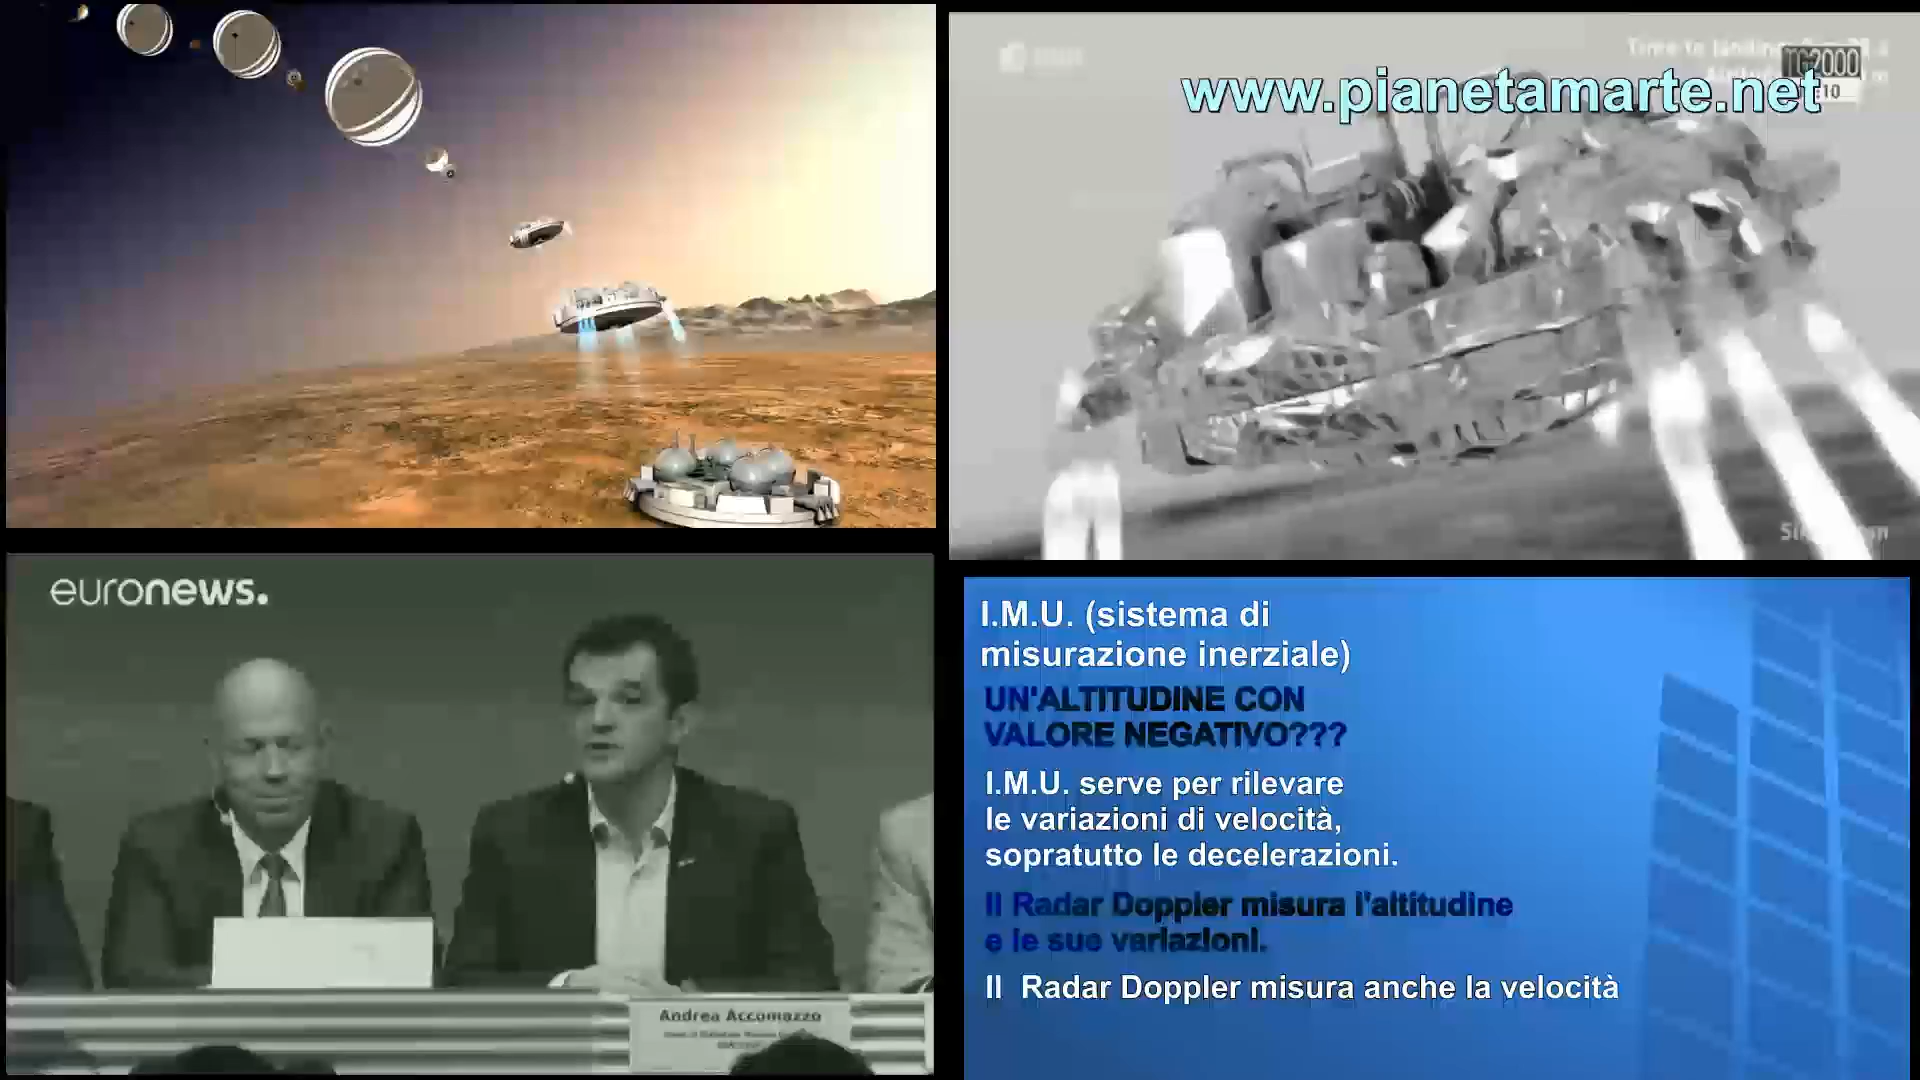 www.pianetamarte.net
euronews.
Andrea Accomazzo
I.M.U. (sistema di
misurazione inerziale)
UN'ALTITUDINE CON
VALORE NEGATIVO???
I.M.U. serve per rilevare
le variazioni di velocità,
sopratutto le decelerazioni.
Il Radar Doppler misura l'altitudine
e le sue variazioni.
Il Radar Doppler misura anche la velocità